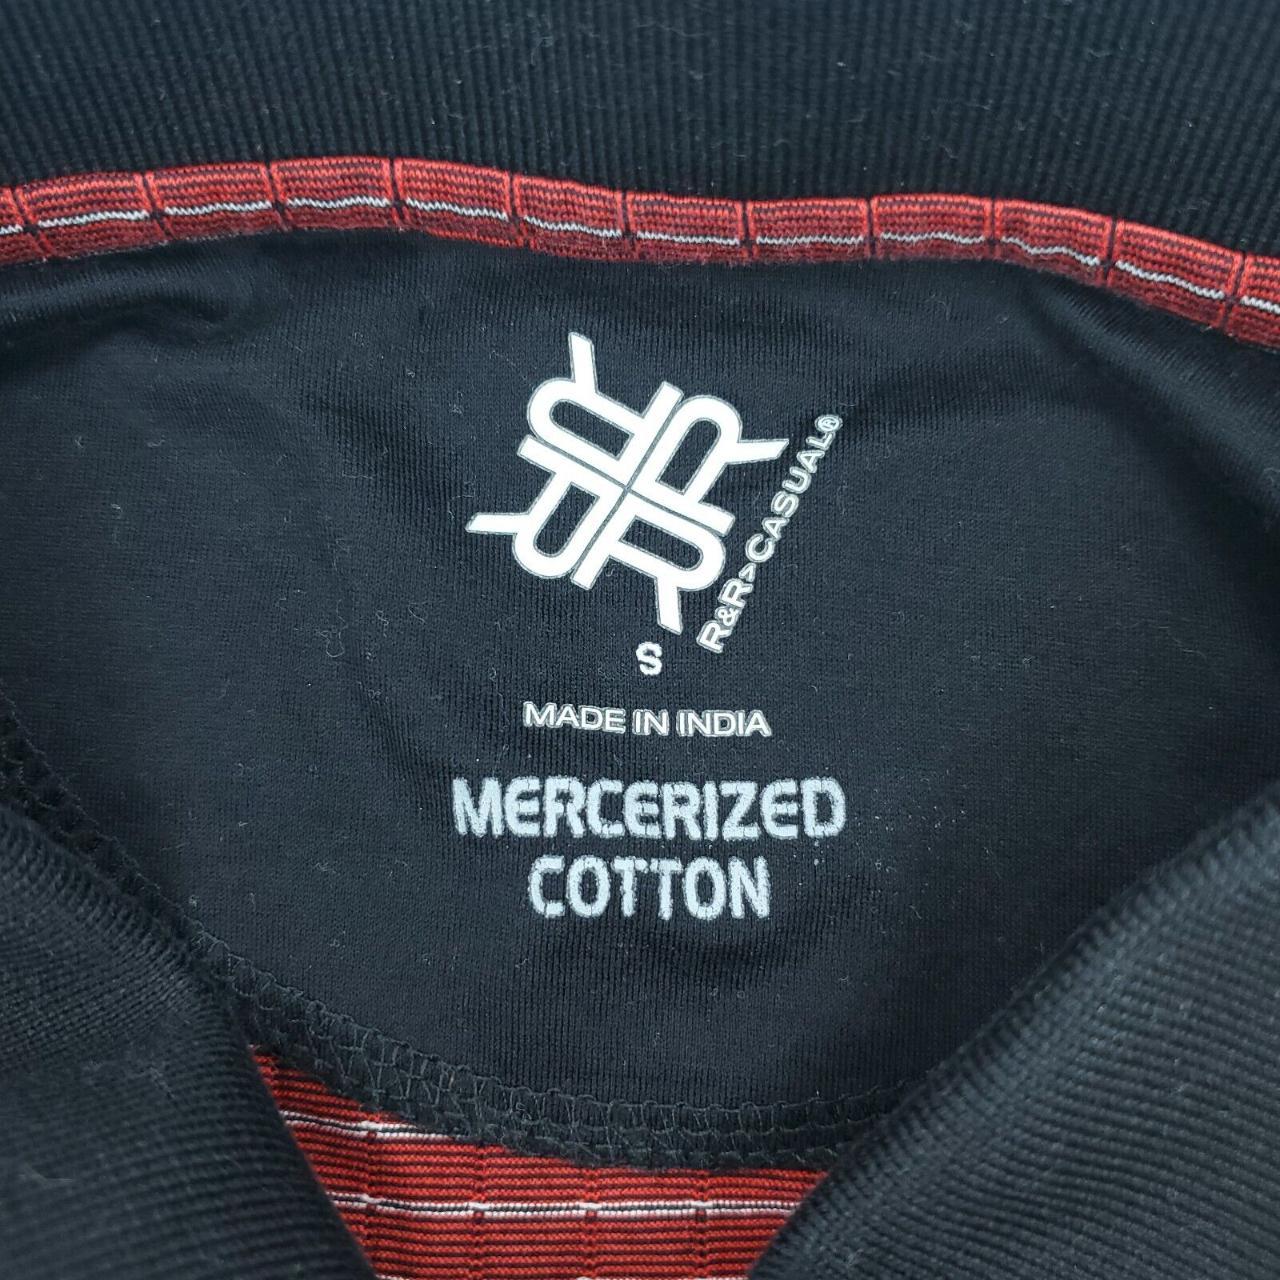 R&R>CASUAL®
S
MADE IN INDIA
MERCERIZED
COTTON